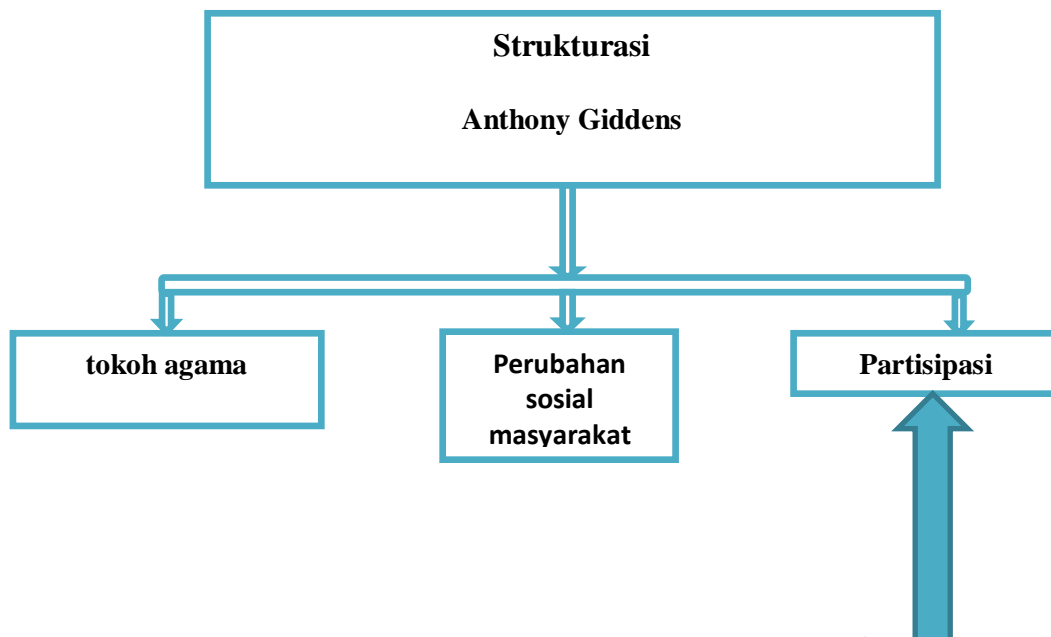 Strukturasi
Anthony Giddens
tokoh agama
Perubahan
sosial
masyarakat
Partisipasi